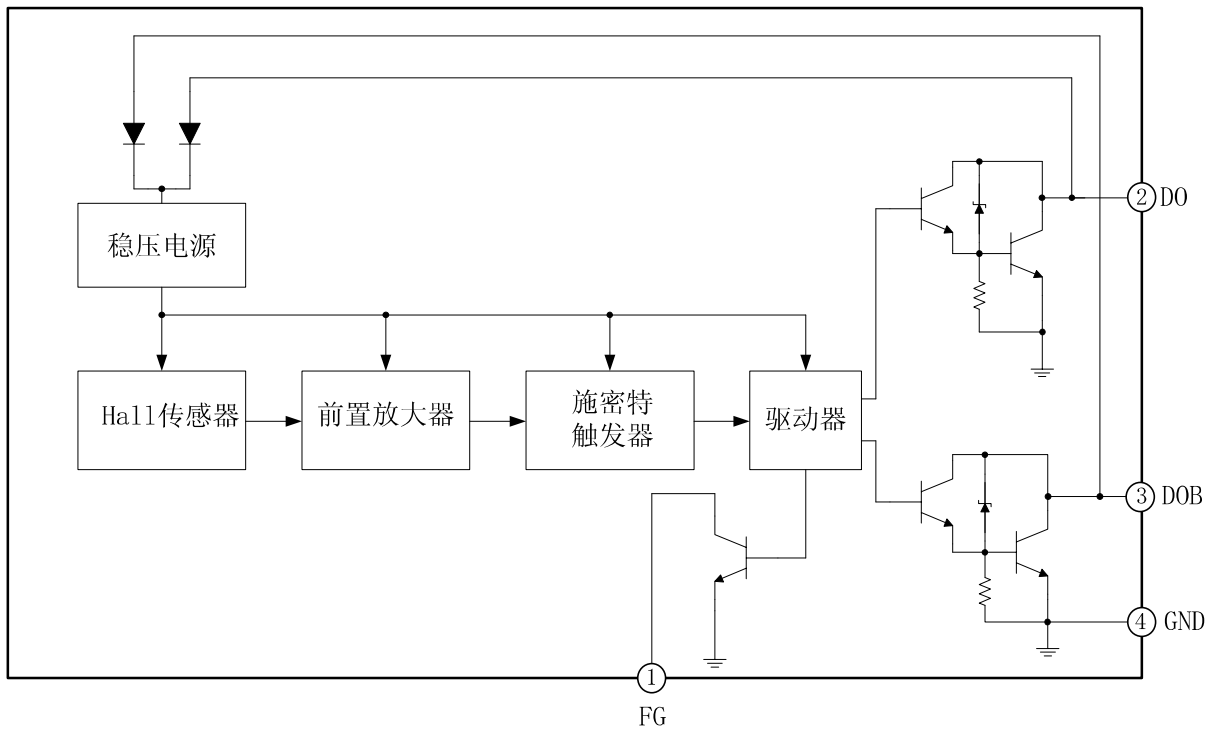 ② DO
稳压电源
Hall传感器
前置放大器
施密特
触发器
驱动器
③ DOB
④ GND
①
FG